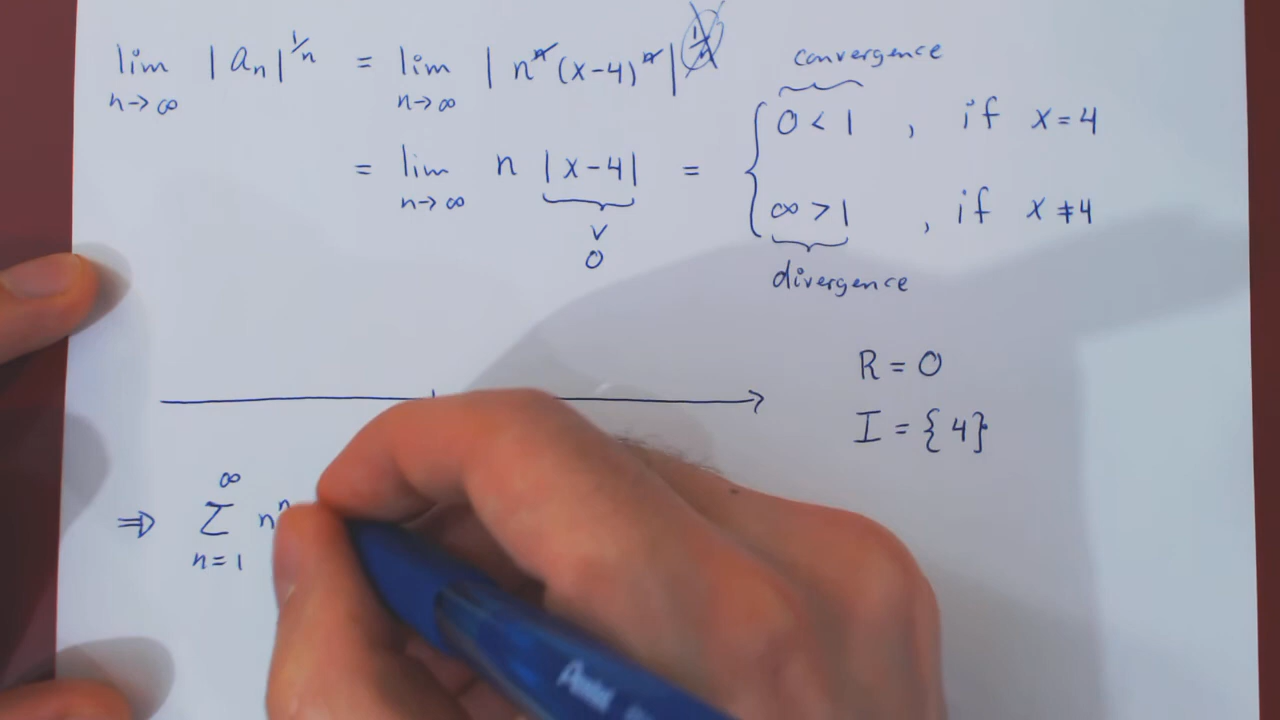 lim |aₙ|^{1/n} = lim |nⁿ(x-4)ⁿ|^{1/n}
n→∞ n→∞
= lim n |x-4| = { 0 < 1 , if x = 4
n→∞ ∞ > 1 , if x ≠ 4
convergence
v
0
divergence
R = 0
I = {4}
⇒ ∞
Σ nⁿ
n = 1
Pentel